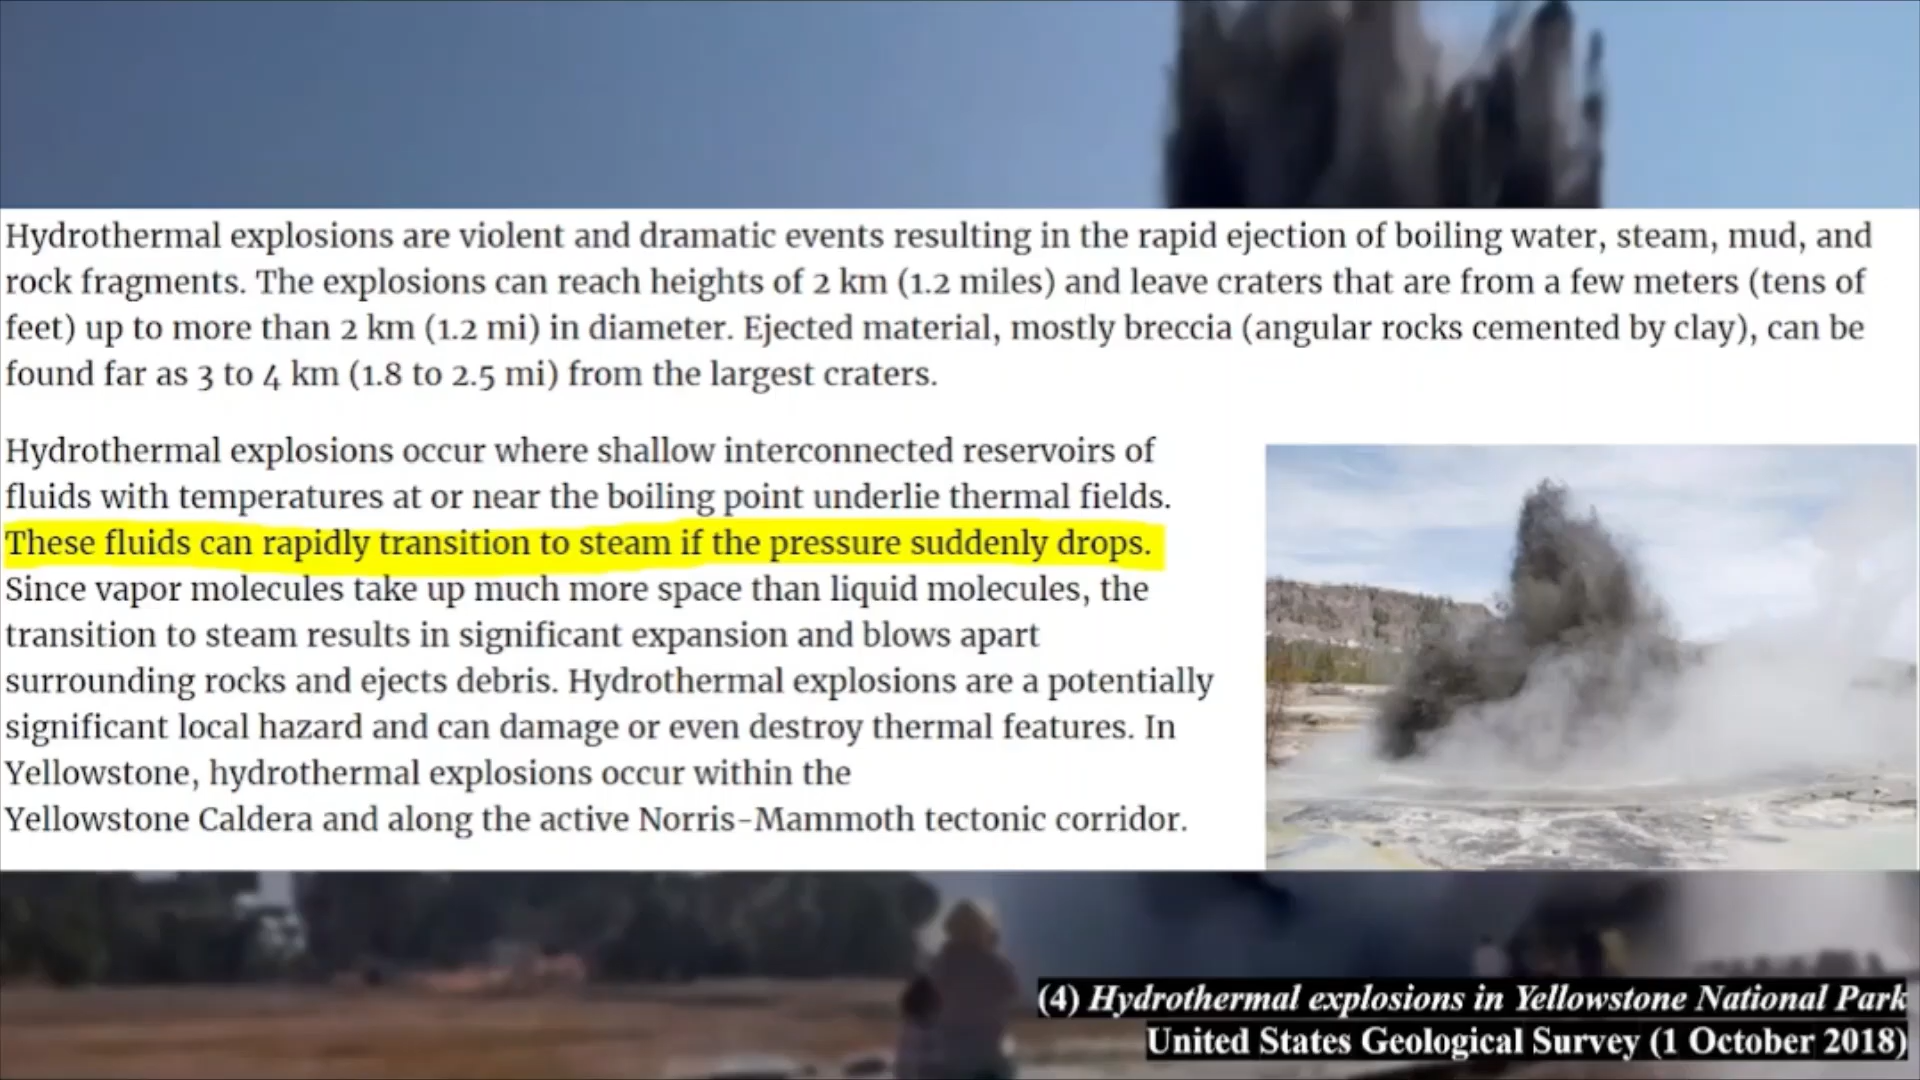 Hydrothermal explosions are violent and dramatic events resulting in the rapid ejection of boiling water, steam, mud, and
rock fragments. The explosions can reach heights of 2 km (1.2 miles) and leave craters that are from a few meters (tens of
feet) up to more than 2 km (1.2 mi) in diameter. Ejected material, mostly breccia (angular rocks cemented by clay), can be
found far as 3 to 4 km (1.8 to 2.5 mi) from the largest craters.
Hydrothermal explosions occur where shallow interconnected reservoirs of
fluids with temperatures at or near the boiling point underlie thermal fields.
These fluids can rapidly transition to steam if the pressure suddenly drops.
Since vapor molecules take up much more space than liquid molecules, the
transition to steam results in significant expansion and blows apart
surrounding rocks and ejects debris. Hydrothermal explosions are a potentially
significant local hazard and can damage or even destroy thermal features. In
Yellowstone, hydrothermal explosions occur within the
Yellowstone Caldera and along the active Norris-Mammoth tectonic corridor.
(4) Hydrothermal explosions in Yellowstone National Park
United States Geological Survey (1 October 2018)